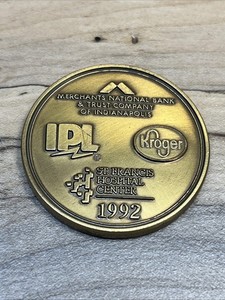 MERCHANTS NATIONAL BANK
& TRUST COMPANY
OF INDIANAPOLIS
IPL
®
Kroger
ST FRANCIS
HOSPITAL
CENTER
1992